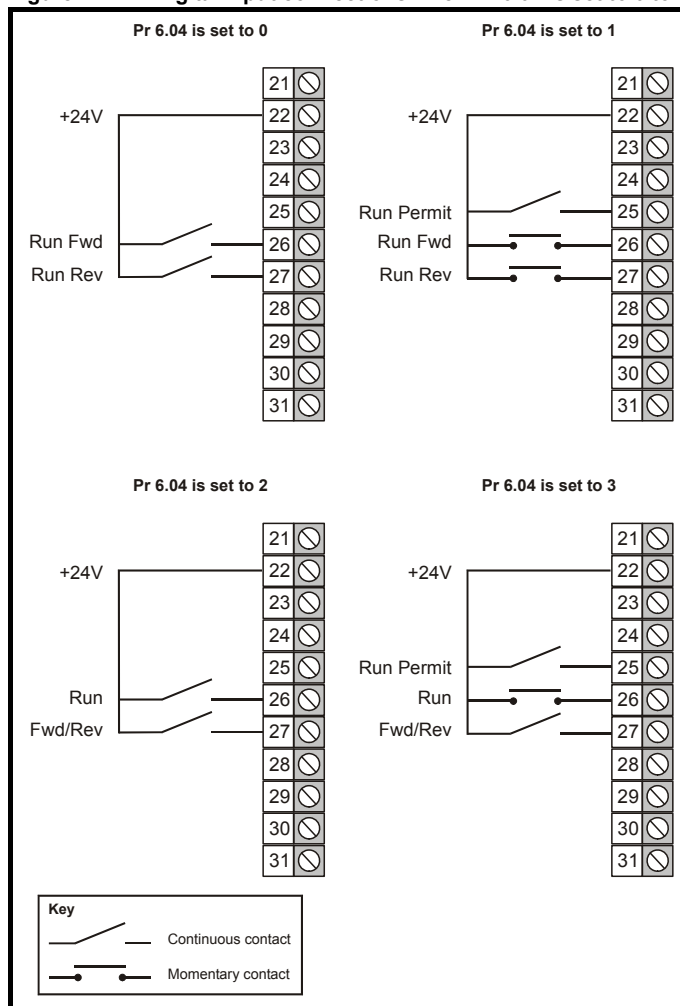 Pr 6.04 is set to 0
21
+24V 22
23
24
25
Run Fwd 26
Run Rev 27
28
29
30
31
Pr 6.04 is set to 1
21
+24V 22
23
24
Run Permit 25
Run Fwd 26
Run Rev 27
28
29
30
31
Pr 6.04 is set to 2
21
+24V 22
23
24
25
Run 26
Fwd/Rev 27
28
29
30
31
Pr 6.04 is set to 3
21
+24V 22
23
24
Run Permit 25
Run 26
Fwd/Rev 27
28
29
30
31
Key
Continuous contact
Momentary contact